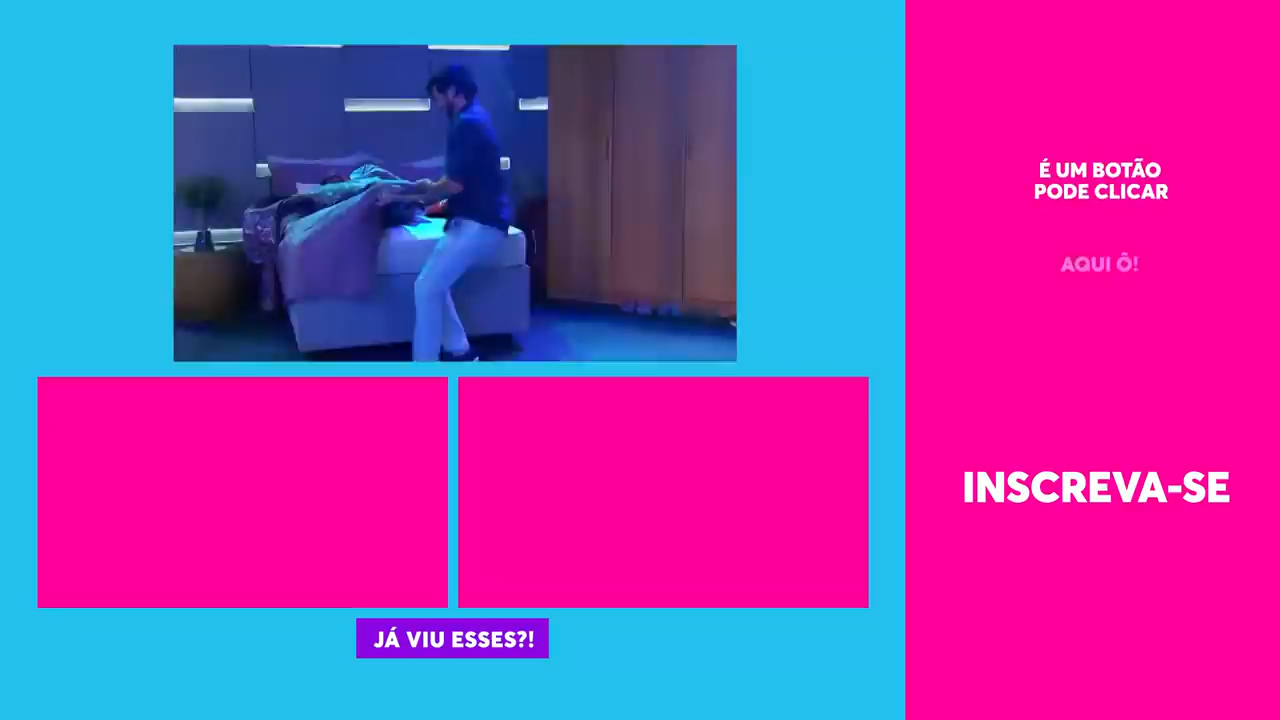 É UM BOTÃO
PODE CLICAR
AQUI Ô!
INSCREVA-SE
JÁ VIU ESSES?!